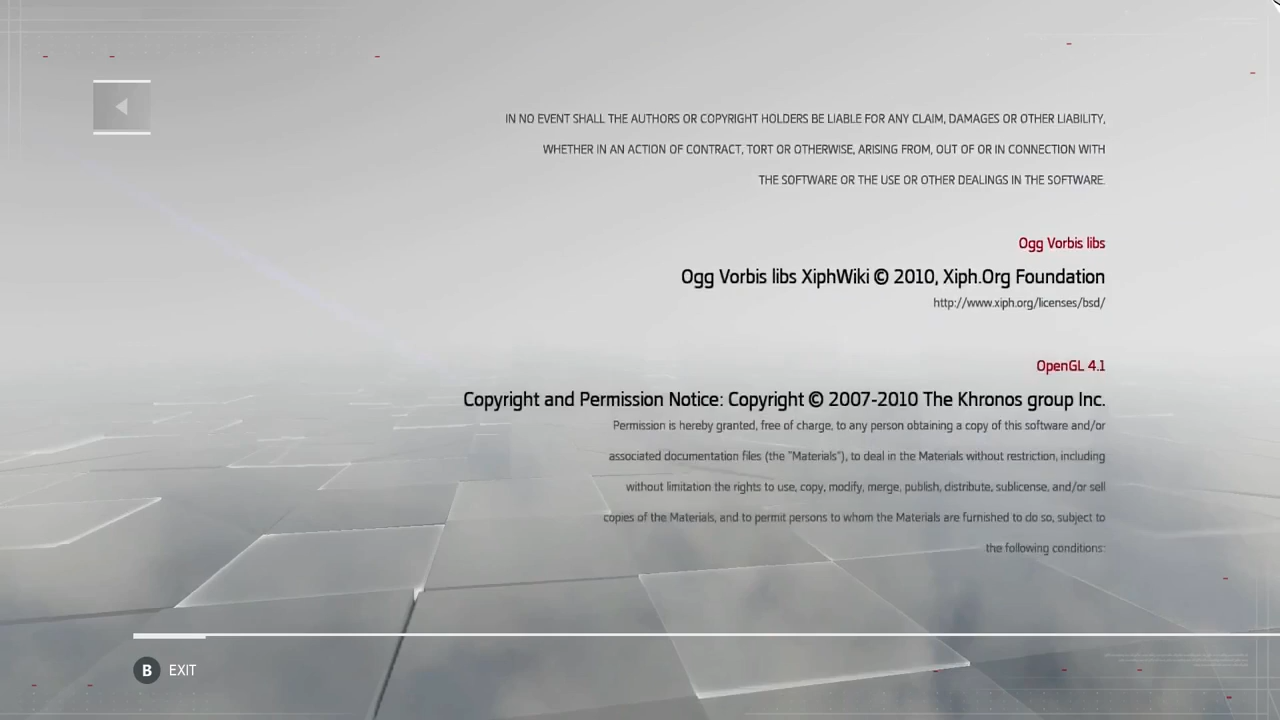 IN NO EVENT SHALL THE AUTHORS OR COPYRIGHT HOLDERS BE LIABLE FOR ANY CLAIM, DAMAGES OR OTHER LIABILITY,
WHETHER IN AN ACTION OF CONTRACT, TORT OR OTHERWISE, ARISING FROM, OUT OF OR IN CONNECTION WITH
THE SOFTWARE OR THE USE OR OTHER DEALINGS IN THE SOFTWARE.
Ogg Vorbis libs
Ogg Vorbis libs XiphWiki © 2010, Xiph.Org Foundation
http://www.xiph.org/licenses/bsd/
OpenGL 4.1
Copyright and Permission Notice: Copyright © 2007-2010 The Khronos group Inc.
Permission is hereby granted, free of charge, to any person obtaining a copy of this software and/or
associated documentation files (the "Materials"), to deal in the Materials without restriction, including
without limitation the rights to use, copy, modify, merge, publish, distribute, sublicense, and/or sell
copies of the Materials, and to permit persons to whom the Materials are furnished to do so, subject to
the following conditions:
B EXIT